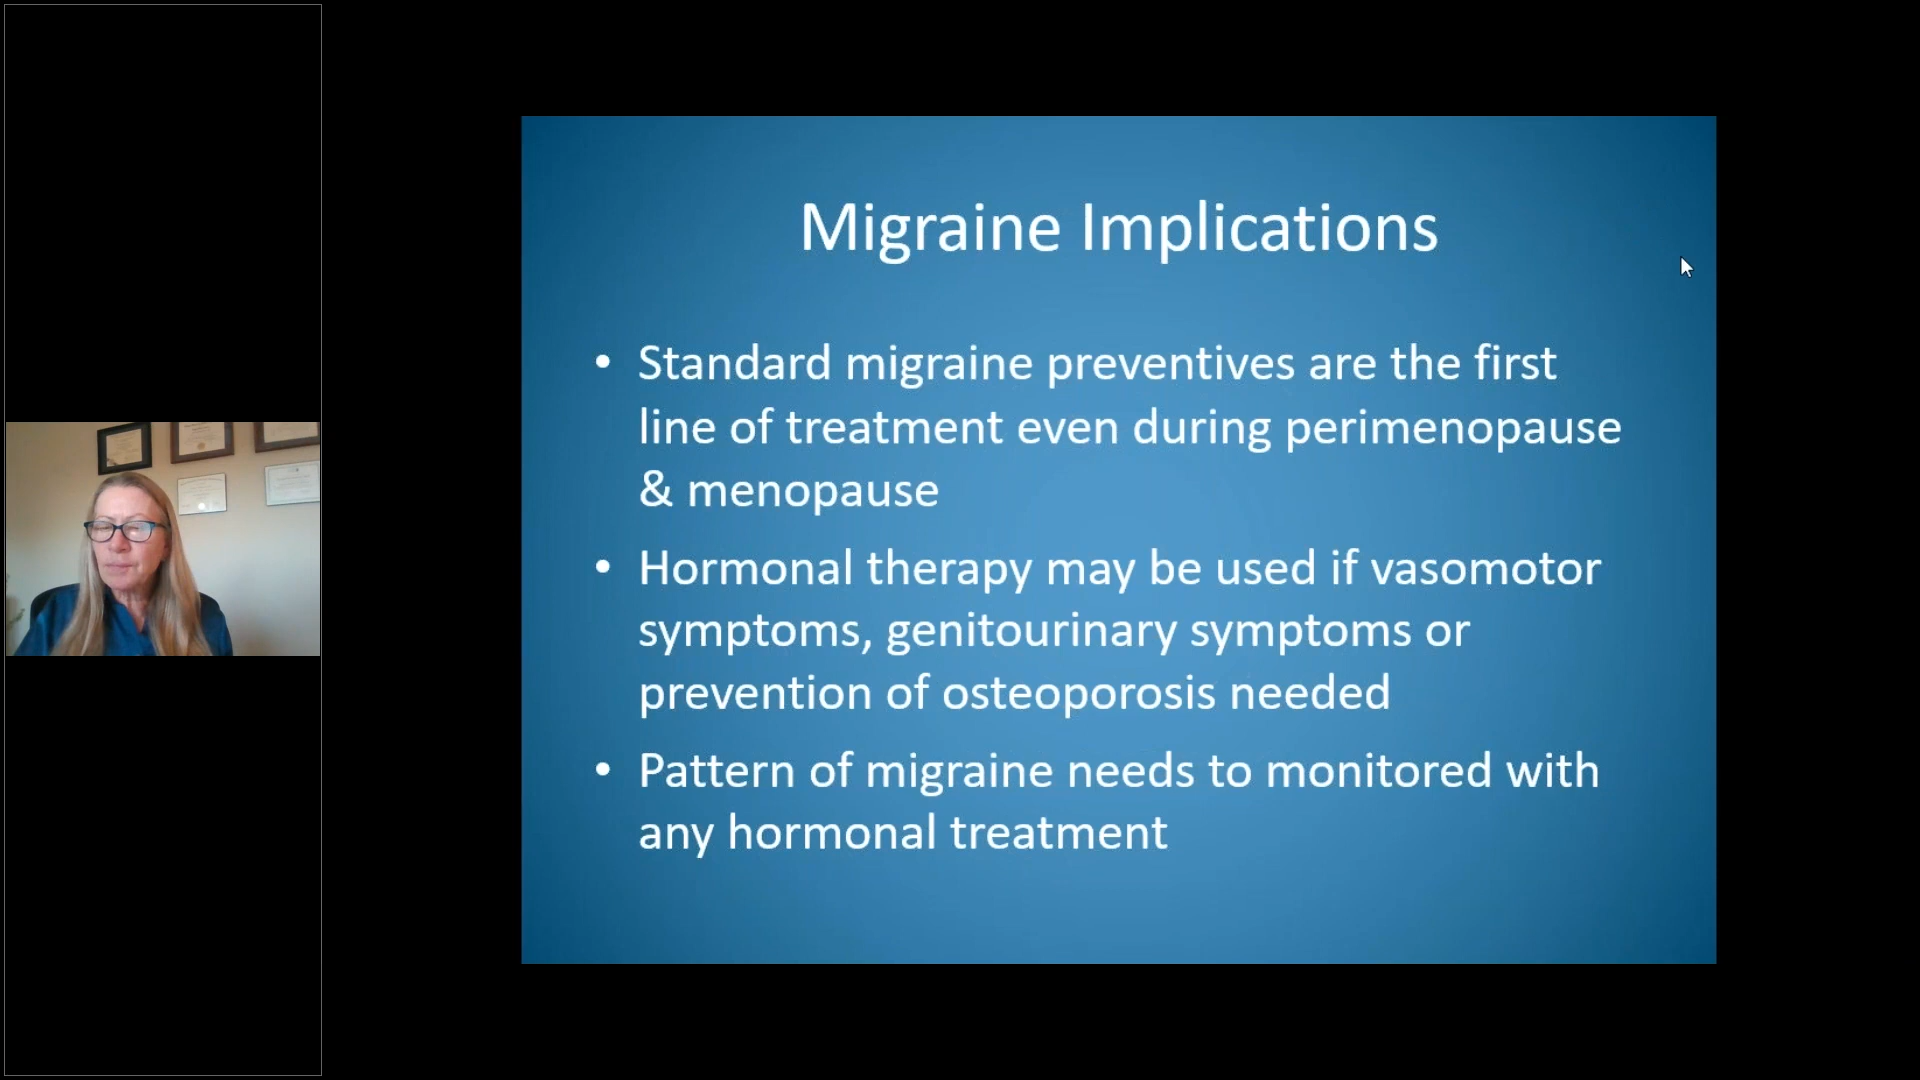 Migraine Implications
• Standard migraine preventives are the first
line of treatment even during perimenopause
& menopause
• Hormonal therapy may be used if vasomotor
symptoms, genitourinary symptoms or
prevention of osteoporosis needed
• Pattern of migraine needs to monitored with
any hormonal treatment